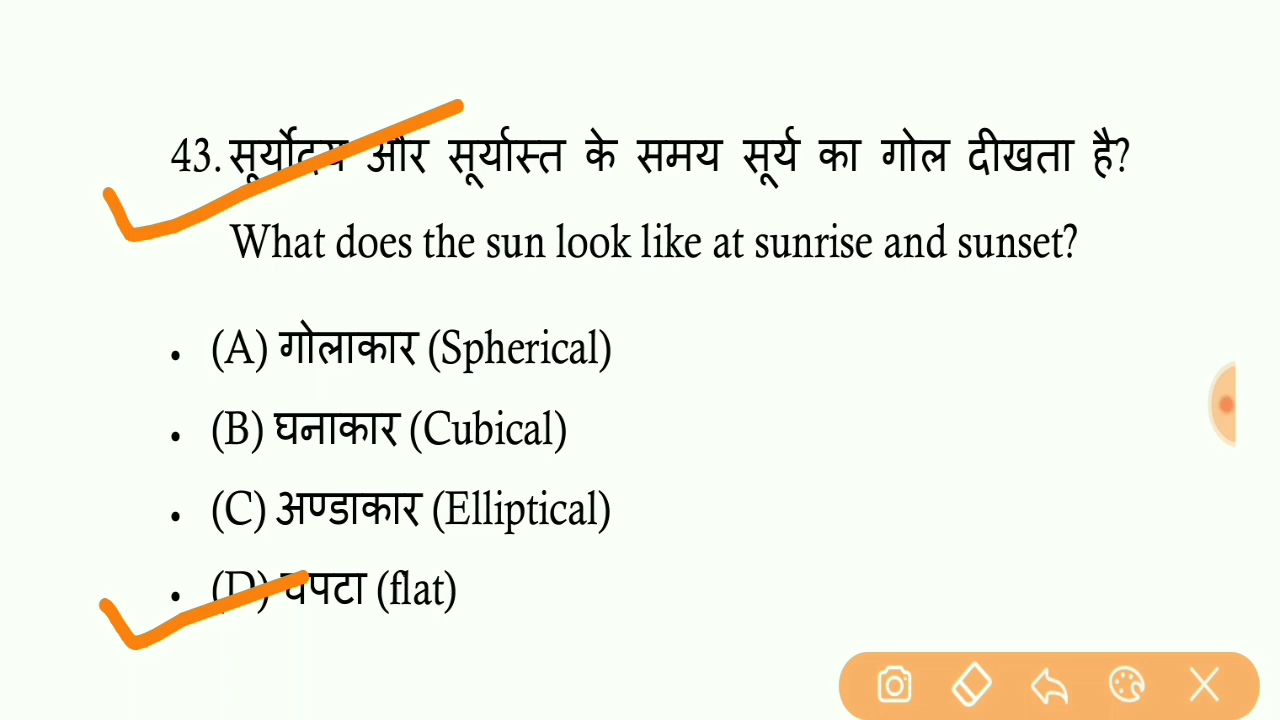 43. सूर्योदय और सूर्यास्त के समय सूर्य का गोल दीखता है?
What does the sun look like at sunrise and sunset?
• (A) गोलाकार (Spherical)
• (B) घनाकार (Cubical)
• (C) अण्डाकार (Elliptical)
• (D) चपटा (flat)